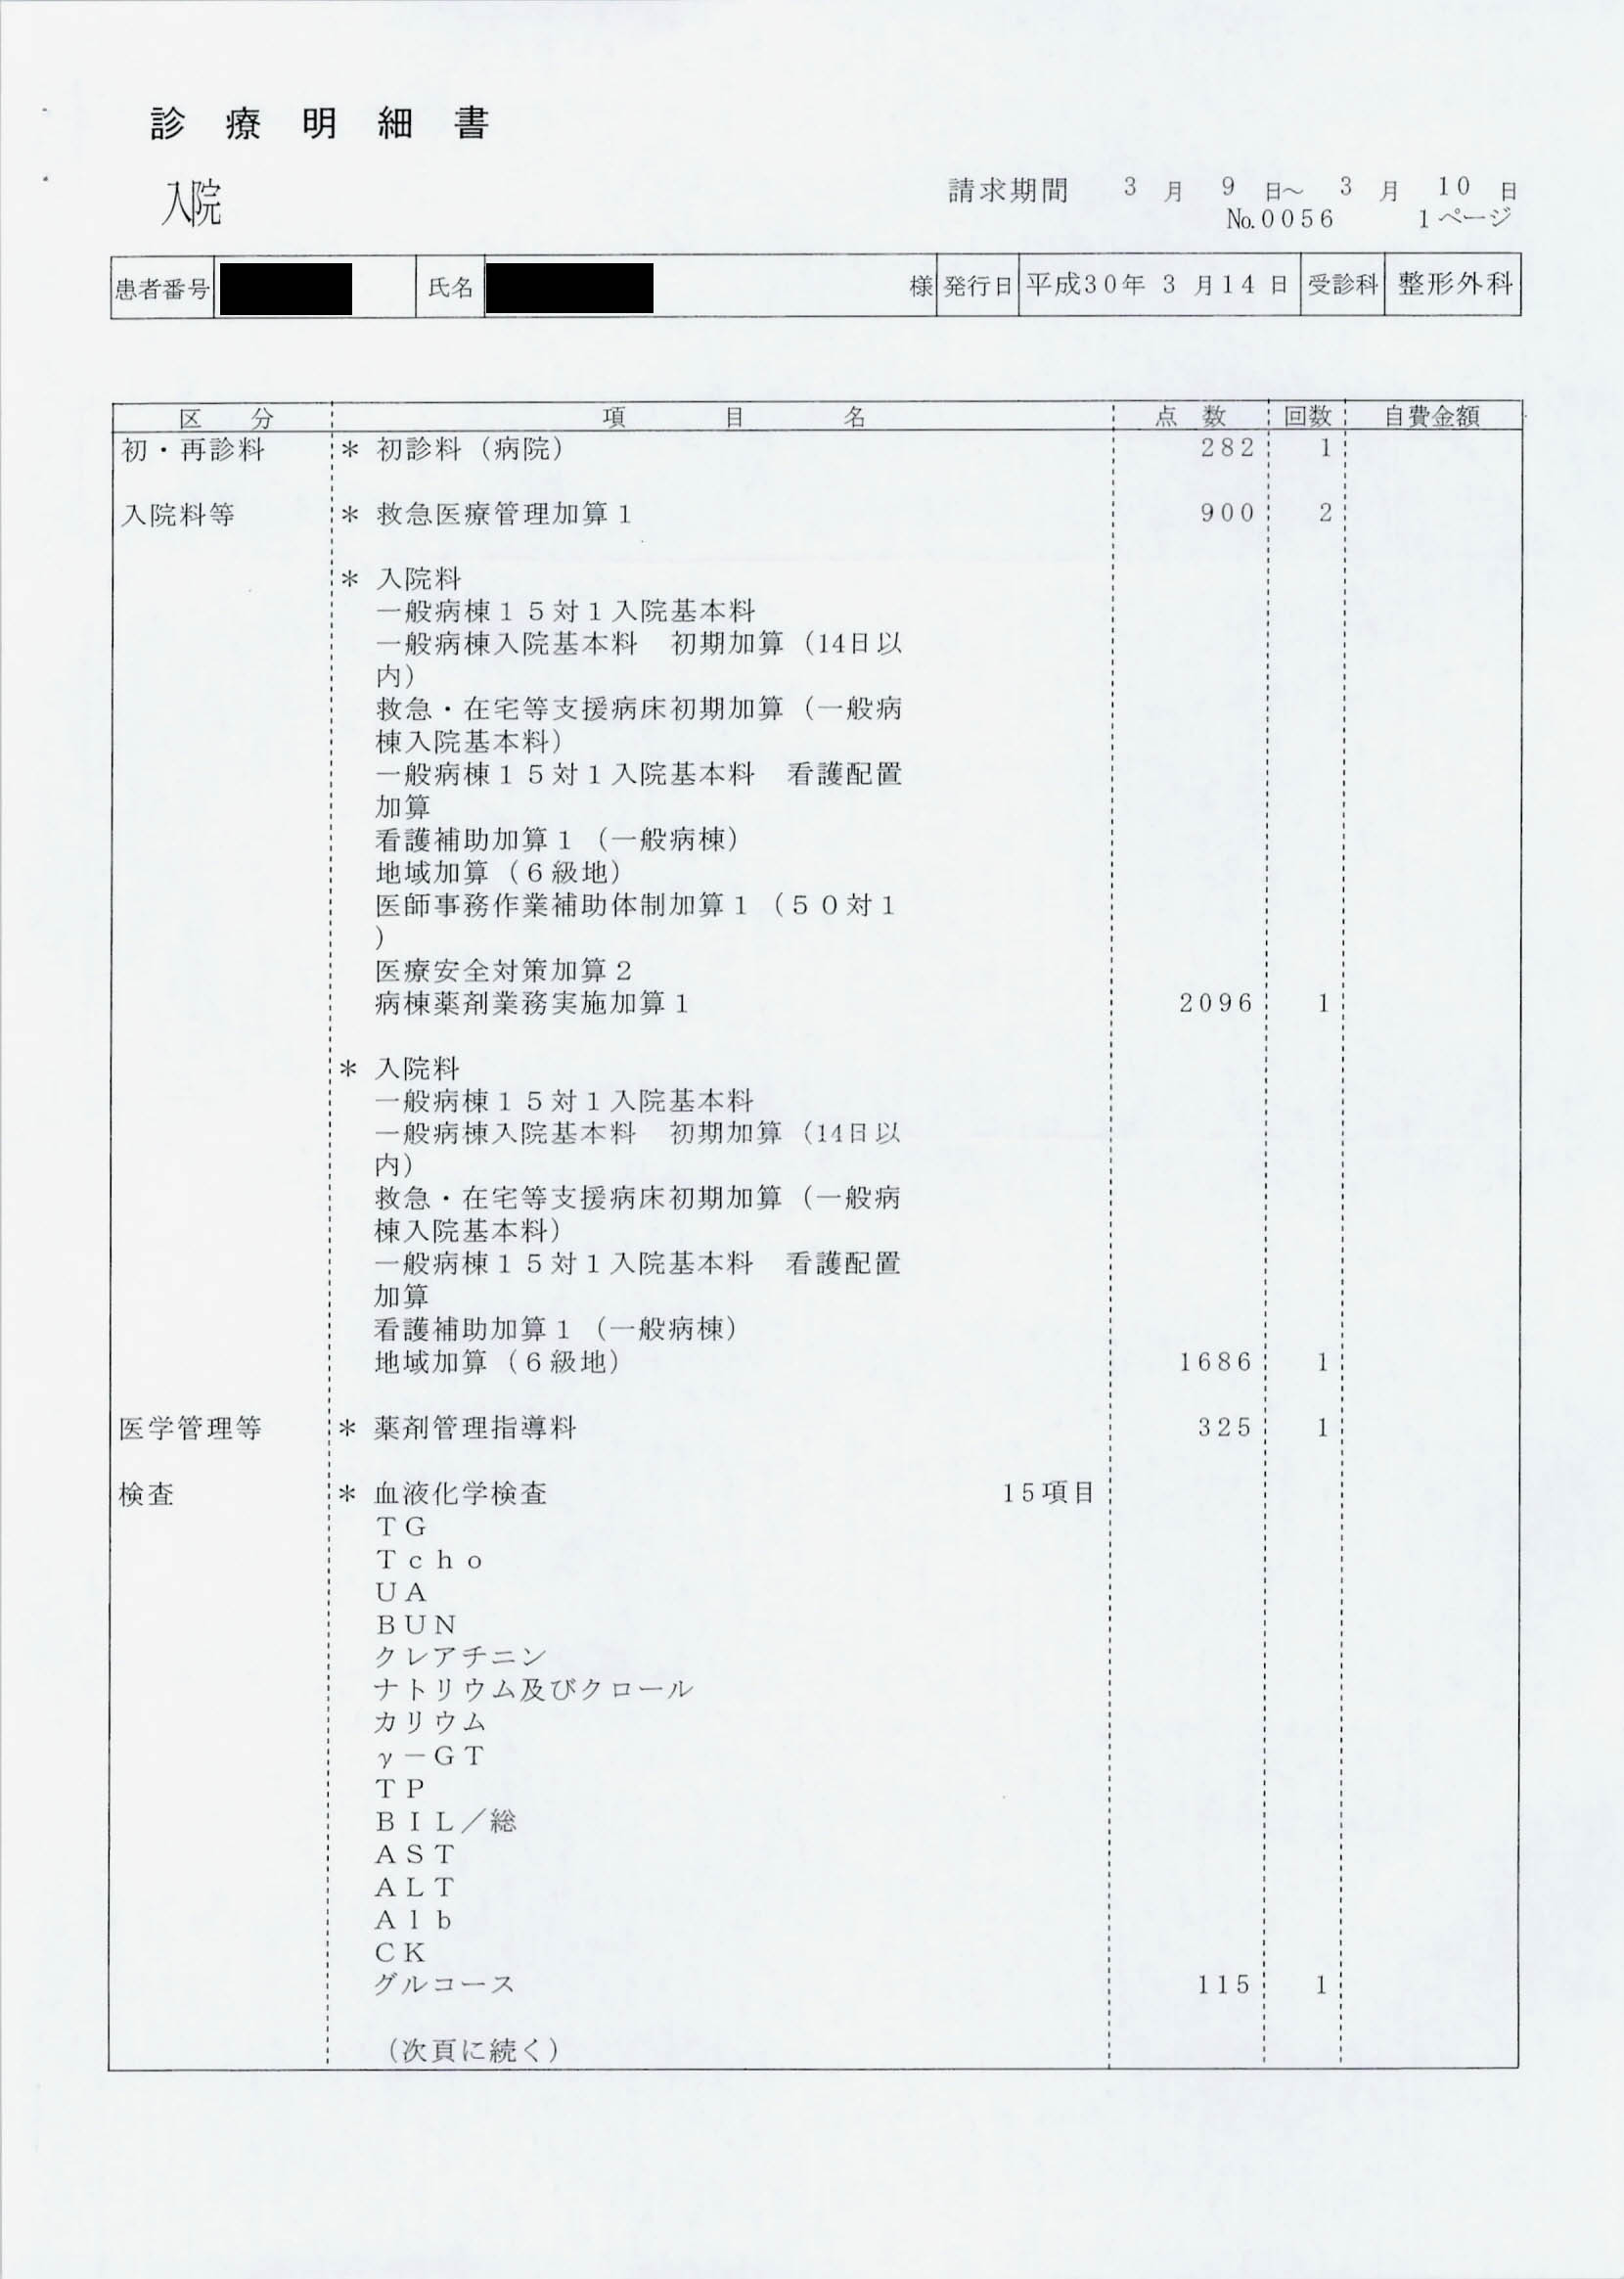 診療明細書
入院
請求期間 3月 9日~ 3月 10日
No.0056 1ページ
患者番号 氏名 様 発行日 平成30年 3月14日 受診科 整形外科
区分 項目名 点数 回数 自費金額
初・再診料 * 初診料(病院) 282 1
入院料等 * 救急医療管理加算1 900 2
* 入院料
一般病棟15対1入院基本料
一般病棟入院基本料 初期加算(14日以
内)
救急・在宅等支援病床初期加算(一般病
棟入院基本料)
一般病棟15対1入院基本料 看護配置
加算
看護補助加算1(一般病棟)
地域加算(6級地)
医師事務作業補助体制加算1(50対1
)
医療安全対策加算2
病棟薬剤業務実施加算1 2096 1
* 入院料
一般病棟15対1入院基本料
一般病棟入院基本料 初期加算(14日以
内)
救急・在宅等支援病床初期加算(一般病
棟入院基本料)
一般病棟15対1入院基本料 看護配置
加算
看護補助加算1(一般病棟)
地域加算(6級地) 1686 1
医学管理等 * 薬剤管理指導料 325 1
検査 * 血液化学検査 15項目
TG
Tcho
UA
BUN
クレアチニン
ナトリウム及びクロール
カリウム
γ-GT
TP
BIL/総
AST
ALT
Alb
CK
グルコース 115 1
(次頁に続く)